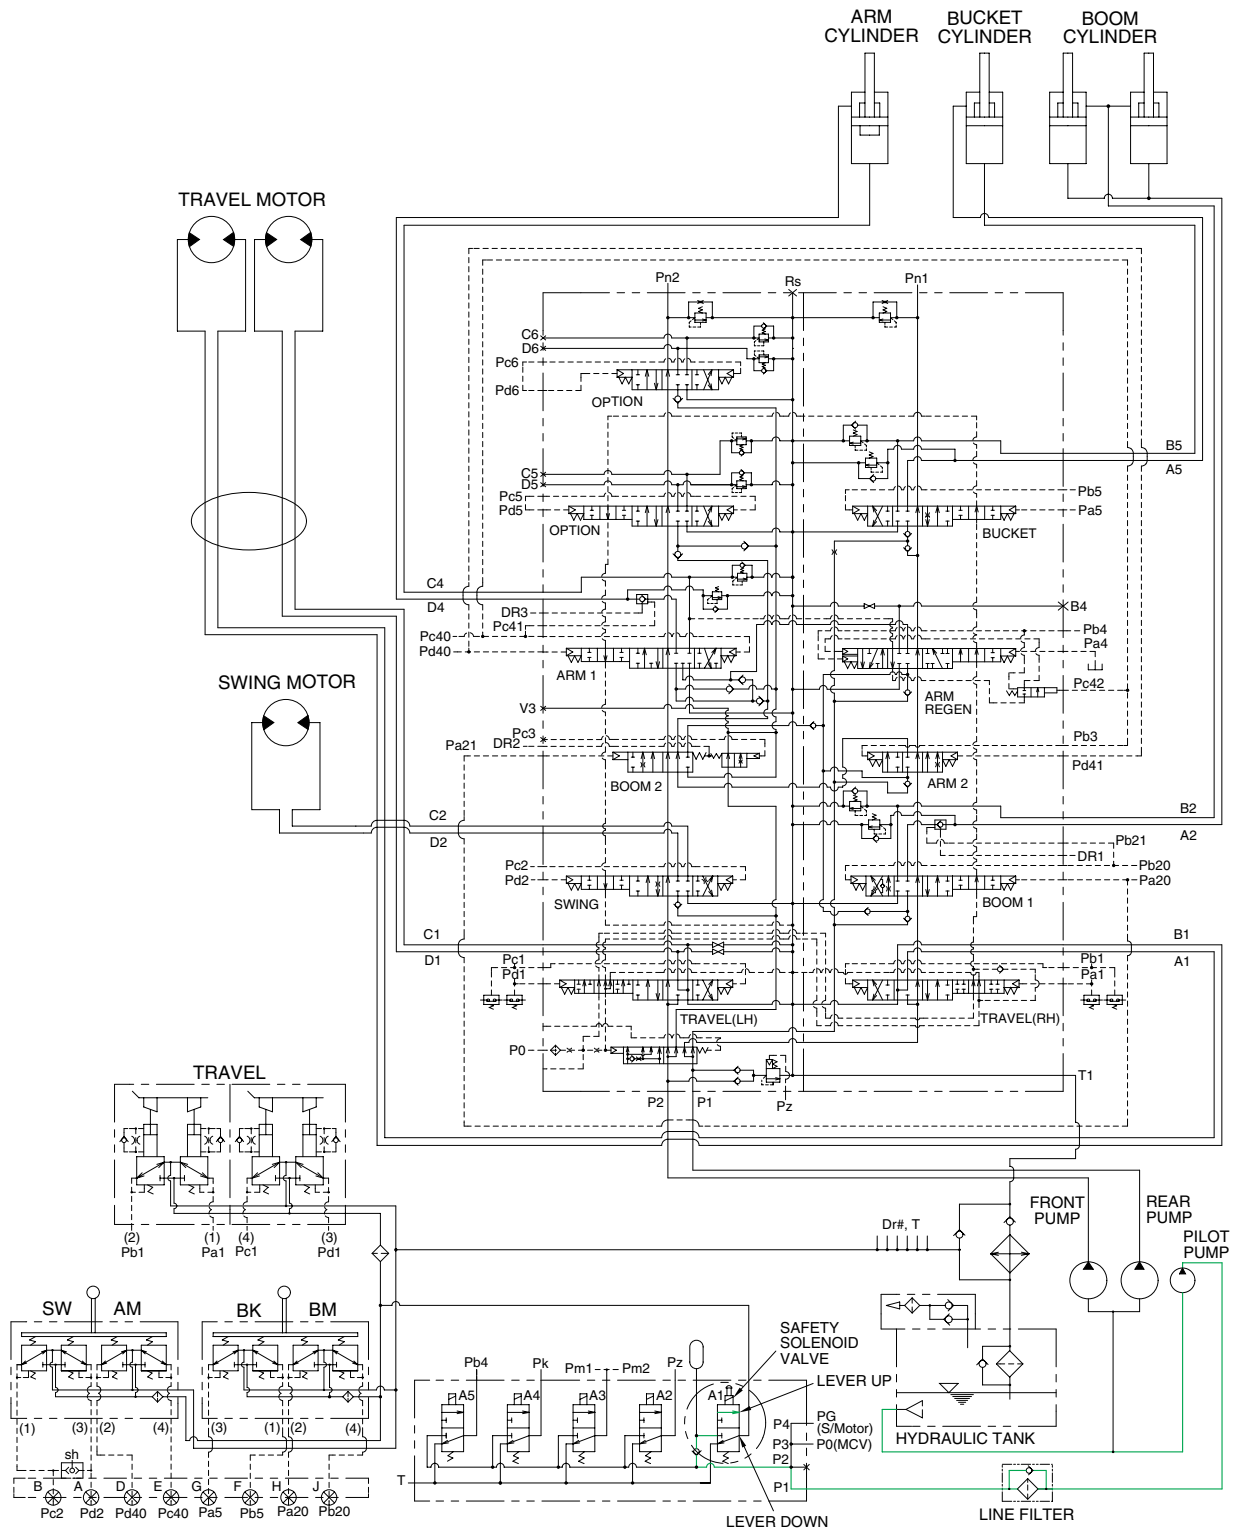 ARM
CYLINDER
BUCKET
CYLINDER
BOOM
CYLINDER
TRAVEL MOTOR
Pn2
Rs
Pn1
C6
D6
Pc6
Pd6
OPTION
B5
A5
C5
D5
Pc5
Pd5
OPTION
Pb5
Pa5
BUCKET
C4
D4
DR3
Pc41
B4
Pc40
Pd40
ARM 1
Pb4
Pa4
ARM
REGEN
Pc42
SWING MOTOR
V3
Pc3
DR2
Pa21
BOOM 2
Pb3
Pd41
ARM 2
B2
A2
C2
D2
Pb21
DR1
Pc2
Pd2
SWING
Pb20
Pa20
BOOM 1
C1
D1
B1
A1
Pc1
Pd1
Pb1
Pa1
TRAVEL(LH)
TRAVEL(RH)
P0
T1
P2
P1
Pz
TRAVEL
(2)
Pb1
(1)
Pa1
(4)
Pc1
(3)
Pd1
Dr#, T
FRONT
PUMP
REAR
PUMP
PILOT
PUMP
SW
AM
BK
BM
(1)
(3)
(2)
(4)
(3)
(1)
(2)
(4)
sh
B
A
D
E
G
F
H
J
Pc2
Pd2
Pd40
Pc40
Pa5
Pb5
Pa20
Pb20
Pb4
Pk
Pm1
Pm2
Pz
A5
A4
A3
A2
A1
SAFETY
SOLENOID
VALVE
LEVER UP
P4
PG
(S/Motor)
P3
P0(MCV)
P2
P1
T
LEVER DOWN
HYDRAULIC TANK
LINE FILTER